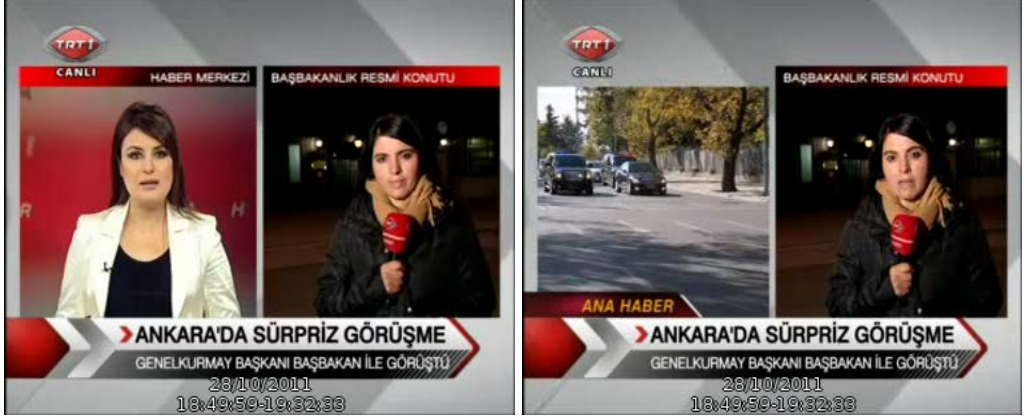 TRT 1
CANLI
HABER MERKEZİ
BAŞBAKANLIK RESMİ KONUTU
ANKARA'DA SÜRPRİZ GÖRÜŞME
GENELKURMAY BAŞKANI BAŞBAKAN İLE GÖRÜŞTÜ
28/10/2011
18:49:59-19:32:33
TRT 1
CANLI
BAŞBAKANLIK RESMİ KONUTU
ANA HABER
ANKARA'DA SÜRPRİZ GÖRÜŞME
GENELKURMAY BAŞKANI BAŞBAKAN İLE GÖRÜŞTÜ
28/10/2011
18:49:59-19:32:33